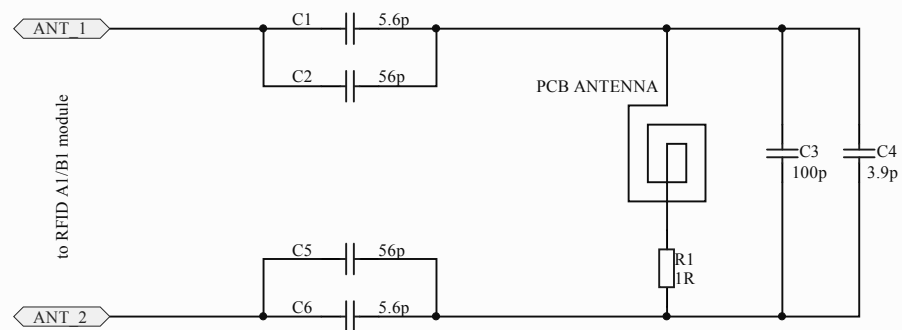 ANT_1
C1 5.6p
C2 56p
PCB ANTENNA
to RFID A1/B1 module
C3
100p
C4
3.9p
C5 56p
R1
1R
C6 5.6p
ANT_2